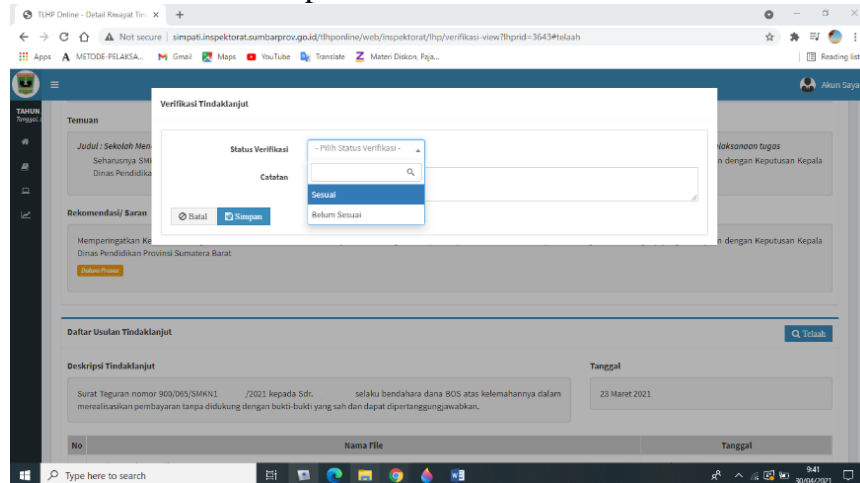 TLHP Online - Detail Riwayat Tin
Not secure | simpati.inspektorat.sumbarprov.go.id/tlhponline/web/inspektorat/lhp/verifikasi-view?lhprid=3643#telaah
Apps METODE-PELAKSA... Gmail Maps YouTube Translate Materi Diskon, Paja... Reading list
Akun Saya
Verifikasi Tindaklanjut
TAHUN
Temuan
Judul : Sekolah Men
elaksanaan tugas
Status Verifikasi
- Pilih Status Verifikasi -
Seharusnya SM
n dengan Keputusan Kepala
Dinas Pendidika
Catatan
Sesuai
Belum Sesuai
Rekomendasi/ Saran
Batal Simpan
Memperingatkan Ke
n dengan Keputusan Kepala
Dinas Pendidikan Provinsi Sumatera Barat
Dalam Proses
Daftar Usulan Tindaklanjut
Telaah
Deskripsi Tindaklanjut Tanggal
Surat Teguran nomor 900/065/SMKN1 /2021 kepada Sdr. selaku bendahara dana BOS atas kelemahannya dalam
23 Maret 2021
merealisasikan pembayaran tanpa didukung dengan bukti-bukti yang sah dan dapat dipertanggungjawabkan.
No Nama File Tanggal
Type here to search
9:41
30/04/2021